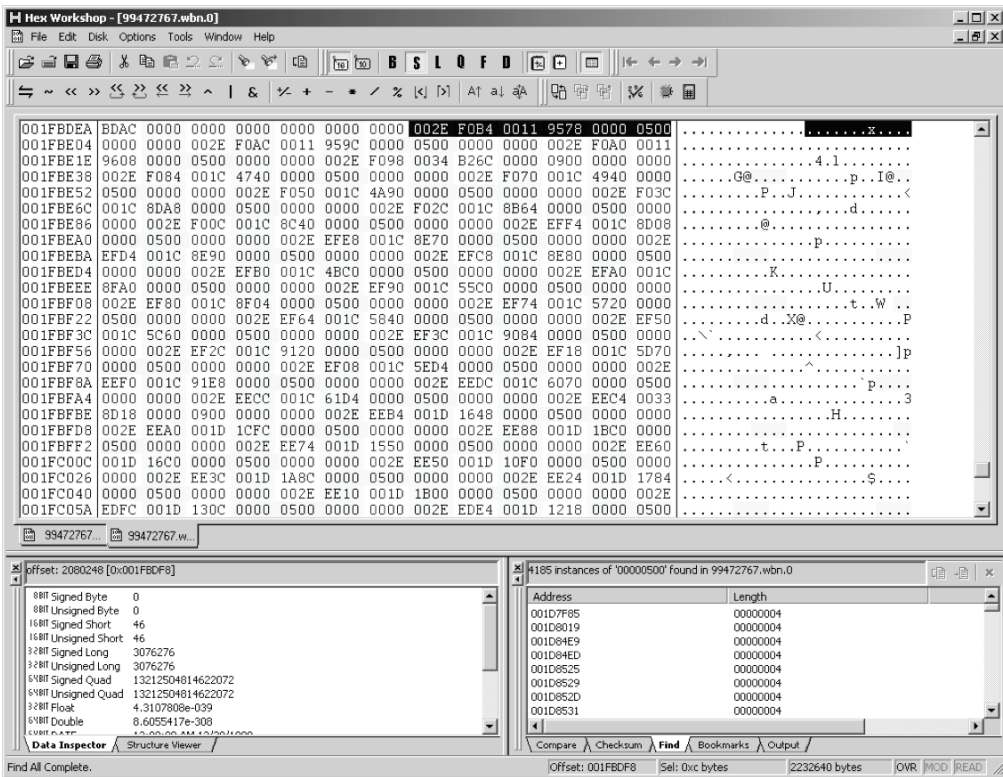 Hex Workshop - [99472767.wbn.0]
File Edit Disk Options Tools Window Help
B S L Q F D
001FBDEA BDAC 0000 0000 0000 0000 0000 0000 002E F0B4 0011 9578 0000 0500 ..............​.......x....
001FBE04 0000 0000 002E F0AC 0011 959C 0000 0500 0000 0000 002E F0A0 0011
001FBE1E 9608 0000 0500 0000 0000 002E F098 0034 B26C 0000 0900 0000 0000 ...............4.l........
001FBE38 002E F084 001C 4740 0000 0500 0000 0000 002E F070 001C 4940 0000 ......G@...........p..I@..
001FBE52 0500 0000 0000 002E F050 001C 4A90 0000 0500 0000 0000 002E F03C
001FBE6C 001C 8DA8 0000 0500 0000 0000 002E F02C 001C 8B64 0000 0500 0000
001FBE86 0000 002E F00C 001C 8C40 0000 0500 0000 0000 002E EFF4 001C 8D08
001FBEA0 0000 0500 0000 0000 002E EFE8 001C 8E70 0000 0500 0000 0000 002E
001FBEBA EFD4 001C 8E90 0000 0500 0000 0000 002E EFC8 001C 8E80 0000 0500
001FBED4 0000 0000 002E EFB0 001C 4BC0 0000 0500 0000 0000 002E EFA0 001C
001FBEEE 8FA0 0000 0500 0000 0000 002E EF90 001C 55C0 0000 0500 0000 0000
001FBF08 002E EF80 001C 8F04 0000 0500 0000 0000 002E EF74 001C 5720 0000
001FBF22 0500 0000 0000 002E EF64 001C 5840 0000 0500 0000 0000 002E EF50
001FBF3C 001C 5C60 0000 0500 0000 0000 002E EF3C 001C 9084 0000 0500 0000
001FBF56 0000 002E EF2C 001C 9120 0000 0500 0000 0000 002E EF18 001C 5D70
001FBF70 0000 0500 0000 0000 002E EF08 001C 5ED4 0000 0500 0000 0000 002E
001FBF8A EEF0 001C 91E8 0000 0500 0000 0000 002E EEDC 001C 6070 0000 0500
001FBFA4 0000 0000 002E EECC 001C 61D4 0000 0500 0000 0000 002E EEC4 0033
001FBFBE 8D18 0000 0900 0000 0000 002E EEB4 001D 1648 0000 0500 0000 0000
001FBFD8 002E EEA0 001D 1CFC 0000 0500 0000 0000 002E EE88 001D 1BC0 0000
001FBFF2 0500 0000 0000 002E EE74 001D 1550 0000 0500 0000 0000 002E EE60
001FC00C 001D 16C0 0000 0500 0000 0000 002E EE50 001D 10F0 0000 0500 0000
001FC026 0000 002E EE3C 001D 1A8C 0000 0500 0000 0000 002E EE24 001D 1784
001FC040 0000 0500 0000 0000 002E EE10 001D 1B00 0000 0500 0000 0000 002E
001FC05A EDFC 001D 130C 0000 0500 0000 0000 002E EDE4 001D 1218 0000 0500
99472767... 99472767.w...
offset: 2080248 [0x001FBDF8]
8BIT Signed Byte 0
8BIT Unsigned Byte 0
16BIT Signed Short 46
16BIT Unsigned Short 46
32BIT Signed Long 3076276
32BIT Unsigned Long 3076276
64BIT Signed Quad 13212504814622072
64BIT Unsigned Quad 13212504814622072
32BIT Float 4.3107808e-039
64BIT Double 8.6055417e-308
Data Inspector Structure Viewer
4185 instances of '00000500' found in 99472767.wbn.0
Address Length
001D7F85 00000004
001D8019 00000004
001D84E9 00000004
001D84ED 00000004
001D8525 00000004
001D8529 00000004
001D852D 00000004
001D8531 00000004
Compare Checksum Find Bookmarks Output
Find All Complete. Offset: 001FBDF8 Sel: 0xc bytes 2232640 bytes OVR MOD READ